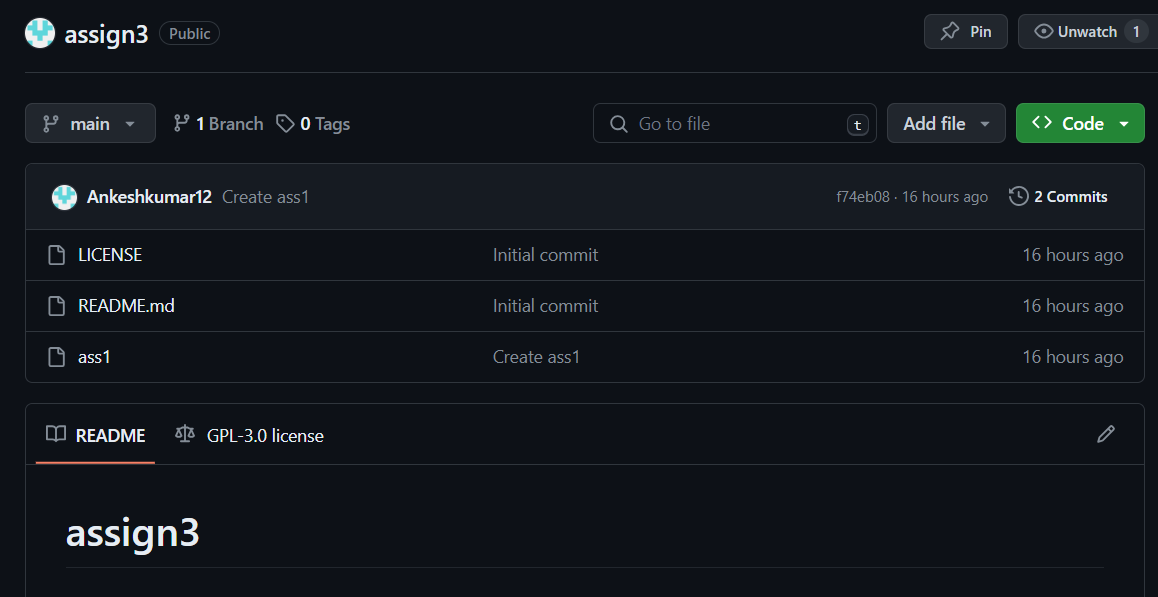 assign3 Public Pin Unwatch 1
main 1 Branch 0 Tags Go to file t Add file Code
Ankeshkumar12 Create ass1 f74eb08 · 16 hours ago 2 Commits
LICENSE Initial commit 16 hours ago
README.md Initial commit 16 hours ago
ass1 Create ass1 16 hours ago
README GPL-3.0 license
assign3